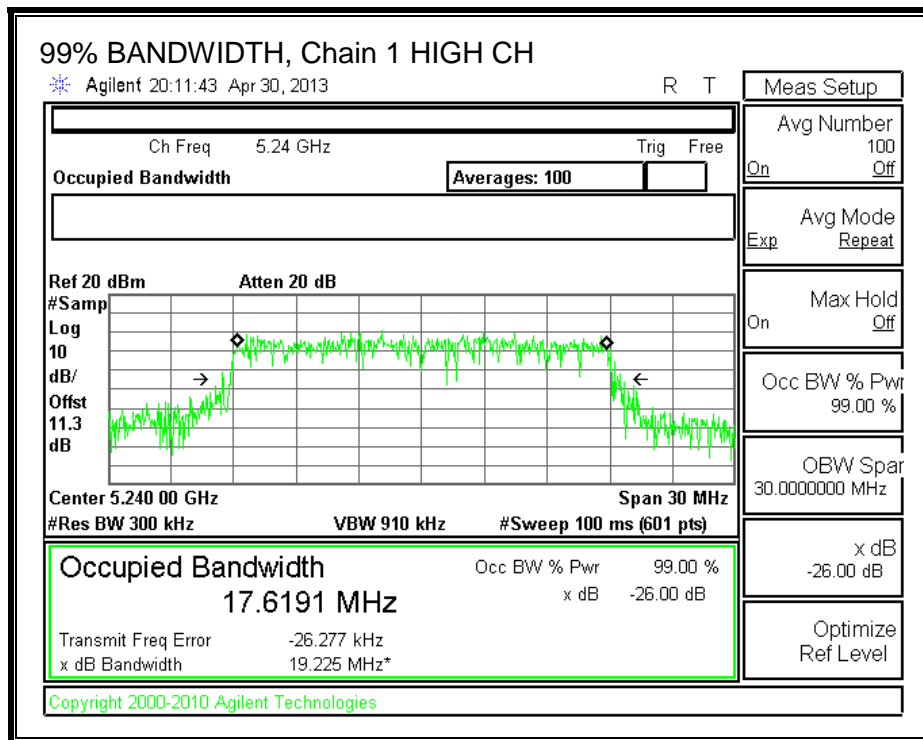 99% BANDWIDTH, Chain 1 HIGH CH
Agilent 20:11:43 Apr 30, 2013 R T
Ch Freq 5.24 GHz Trig Free
Occupied Bandwidth Averages: 100
Ref 20 dBm Atten 20 dB
#Samp
Log
10
dB/
Offst
11.3
dB
Center 5.240 00 GHz Span 30 MHz
#Res BW 300 kHz VBW 910 kHz #Sweep 100 ms (601 pts)
Occupied Bandwidth Occ BW % Pwr 99.00 %
17.6191 MHz x dB -26.00 dB
Transmit Freq Error -26.277 kHz
x dB Bandwidth 19.225 MHz*
Copyright 2000-2010 Agilent Technologies
Meas Setup
Avg Number
100
On Off
Avg Mode
Exp Repeat
Max Hold
On Off
Occ BW % Pwr
99.00 %
OBW Span
30.0000000 MHz
x dB
-26.00 dB
Optimize
Ref Level